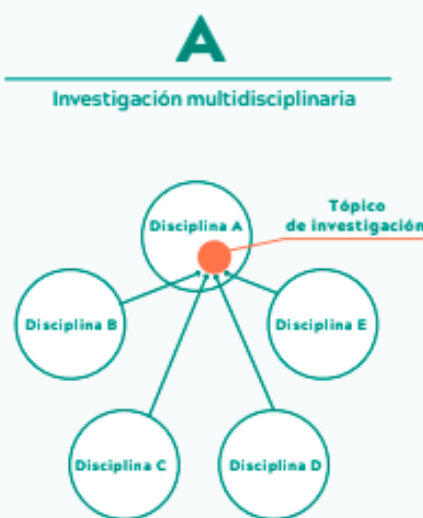 A
Investigación multidisciplinaria
Tópico
de investigación
Disciplina A
Disciplina B
Disciplina E
Disciplina C
Disciplina D